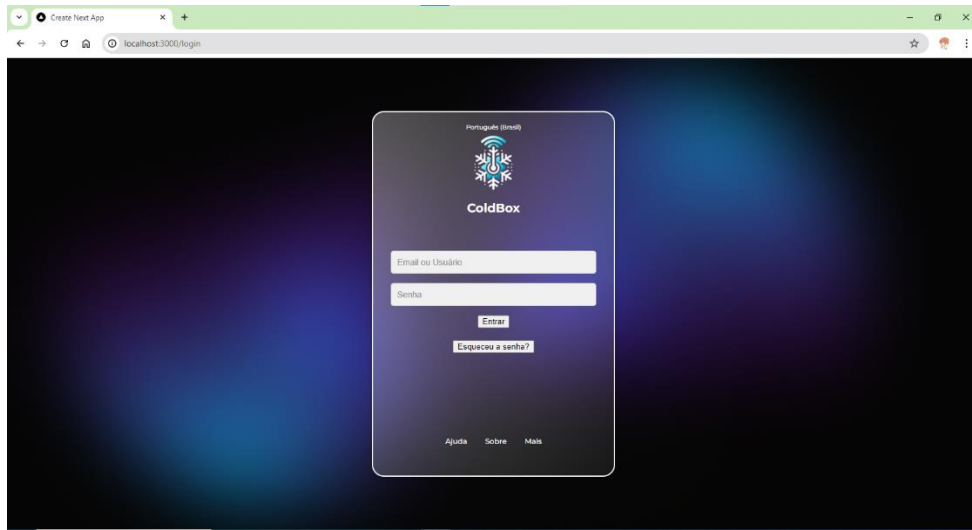 Create Next App
localhost:3000/login
Português (Brasil)
ColdBox
Email ou Usuário
Senha
Entrar
Esqueceu a senha?
Ajuda Sobre Mais